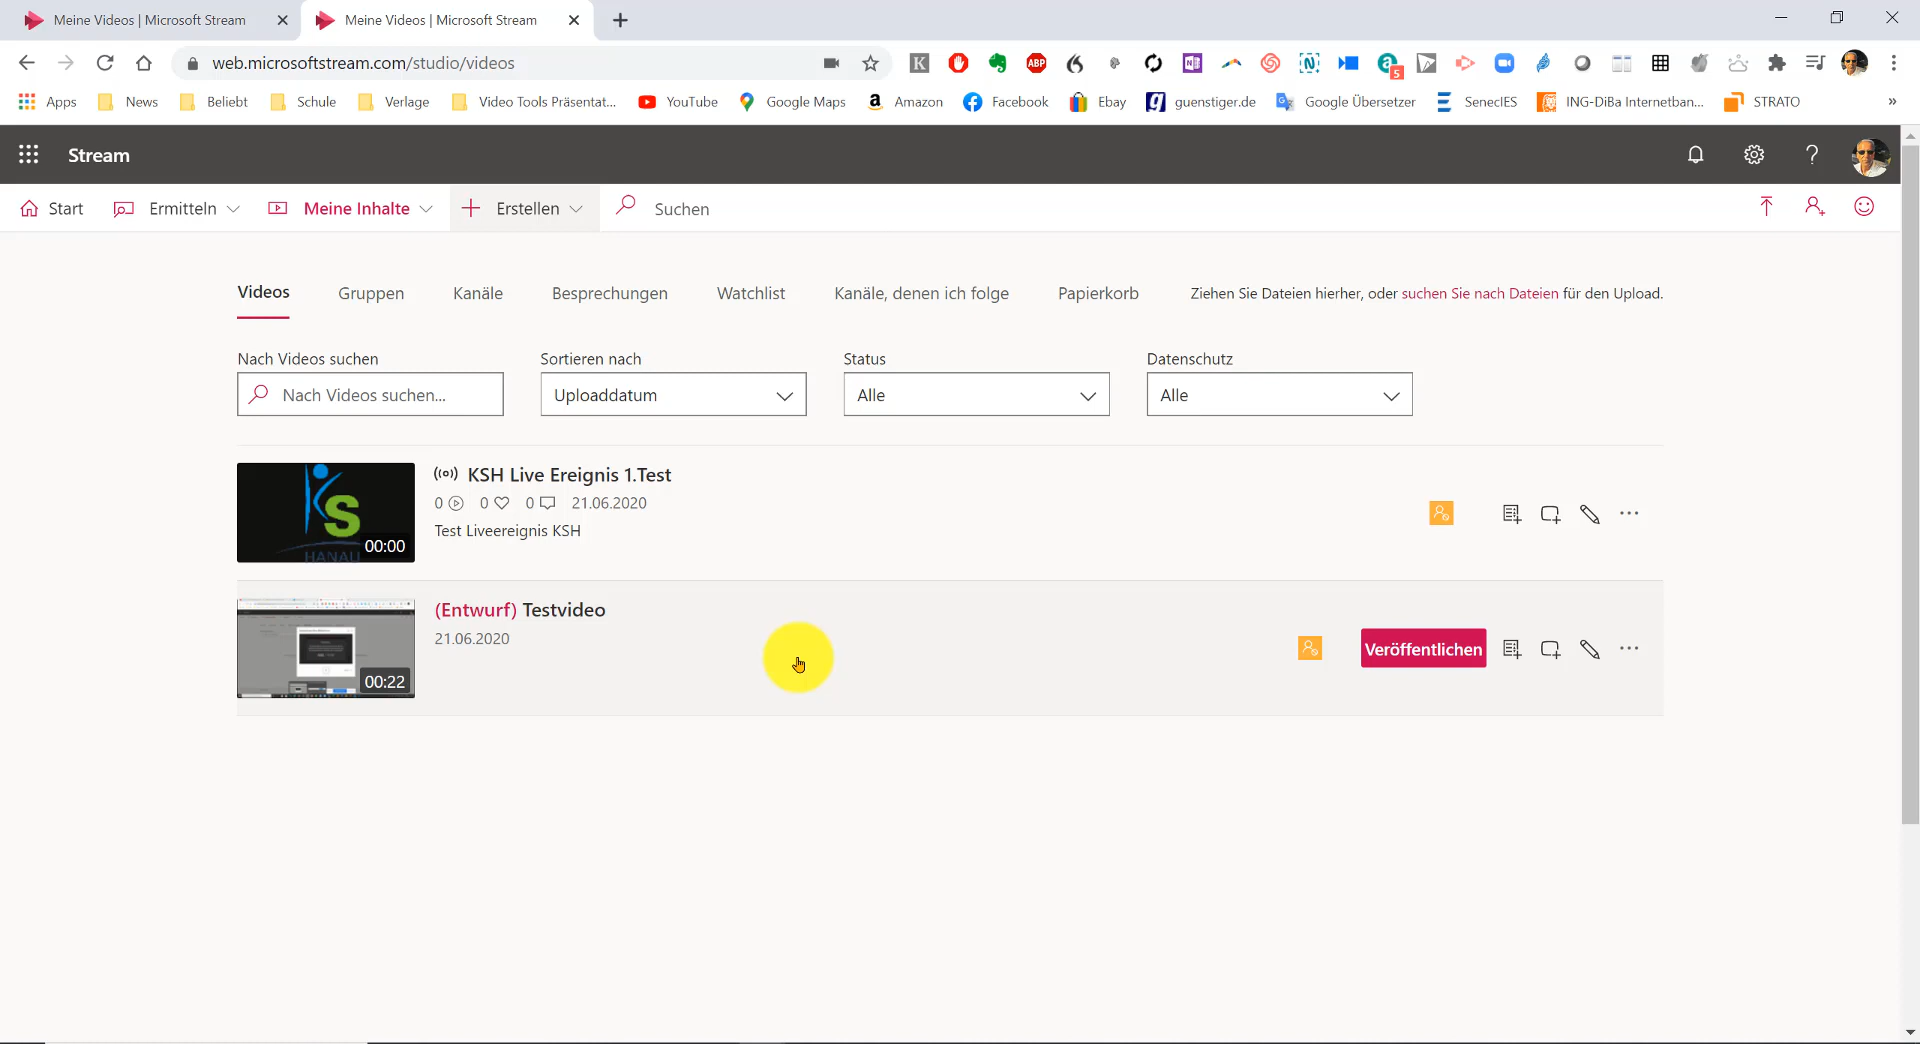 Meine Videos | Microsoft Stream
Meine Videos | Microsoft Stream
web.microsoftstream.com/studio/videos
K ABP 5
Apps News Beliebt Schule Verlage Video Tools Präsentat... YouTube Google Maps Amazon Facebook Ebay guenstiger.de Google Übersetzer SenecIES ING-DiBa Internetban... STRATO »
Stream
Start Ermitteln Meine Inhalte Erstellen Suchen
Videos Gruppen Kanäle Besprechungen Watchlist Kanäle, denen ich folge Papierkorb Ziehen Sie Dateien hierher, oder suchen Sie nach Dateien für den Upload.
Nach Videos suchen Sortieren nach Status Datenschutz
Nach Videos suchen... Uploaddatum Alle Alle
KSH Live Ereignis 1.Test
0 0 0 21.06.2020
Test Liveereignis KSH
KS
HANAU
00:00
(Entwurf) Testvideo
21.06.2020
00:22
Veröffentlichen